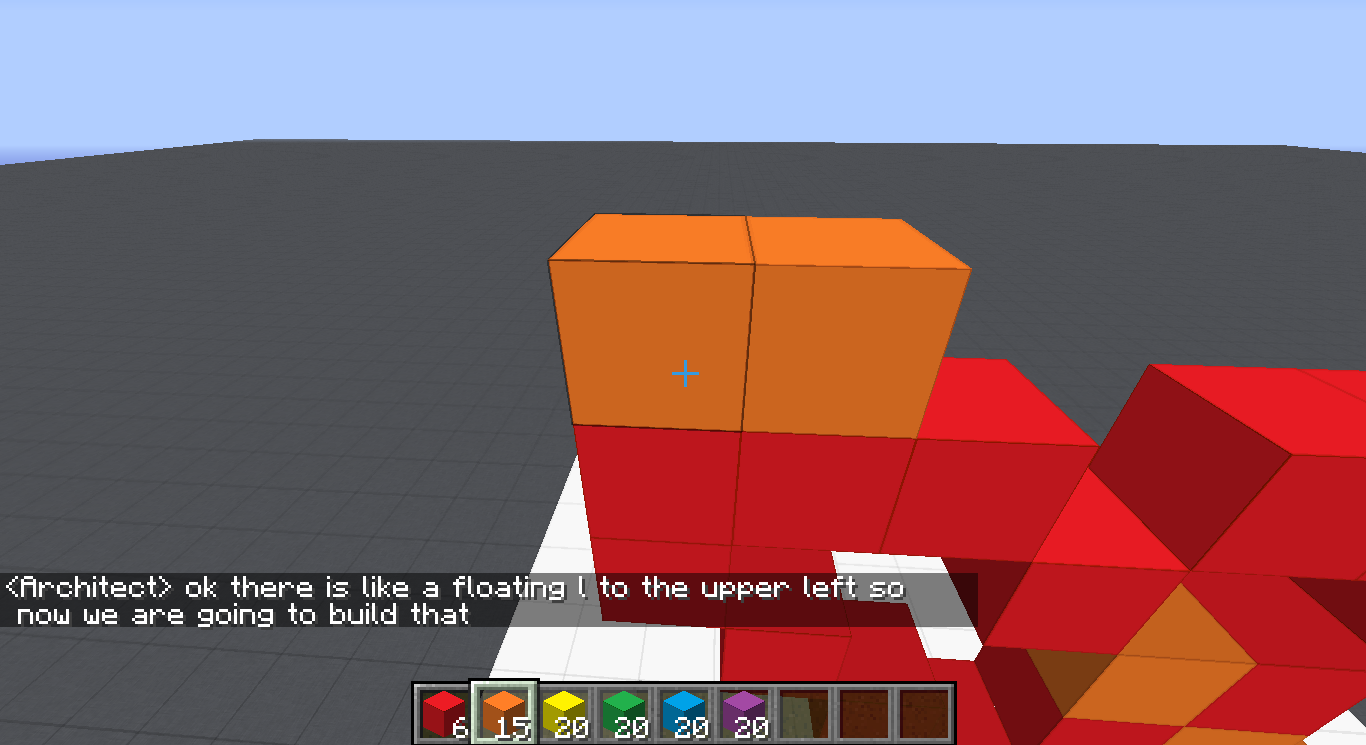 <Architect> ok there is like a floating l to the upper left so
now we are going to build that
6 15 20 20 20 20